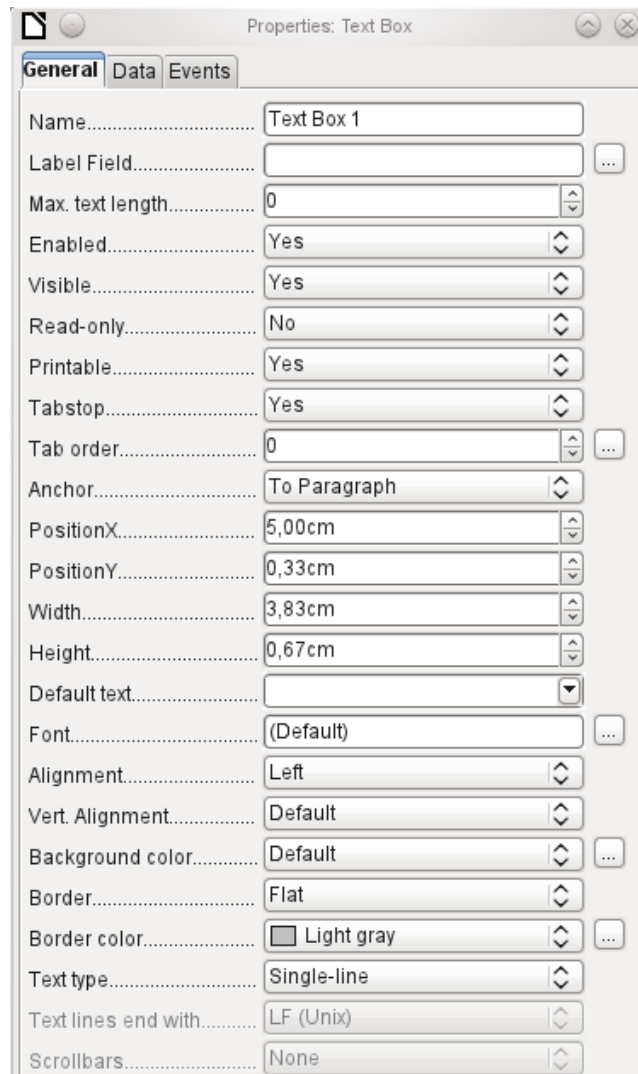 Properties: Text Box
General Data Events
Name............................... Text Box 1
Label Field...................... ...
Max. text length................ 0
Enabled........................... Yes
Visible............................. Yes
Read-only........................ No
Printable......................... Yes
Tabstop........................... Yes
Tab order......................... 0 ...
Anchor............................. To Paragraph
PositionX......................... 5,00cm
PositionY......................... 0,33cm
Width............................... 3,83cm
Height.............................. 0,67cm
Default text......................
Font................................. (Default) ...
Alignment........................ Left
Vert. Alignment................ Default
Background color............ Default ...
Border............................. Flat
Border color.................... Light gray ...
Text type.......................... Single-line
Text lines end with.......... LF (Unix)
Scrollbars........................ None